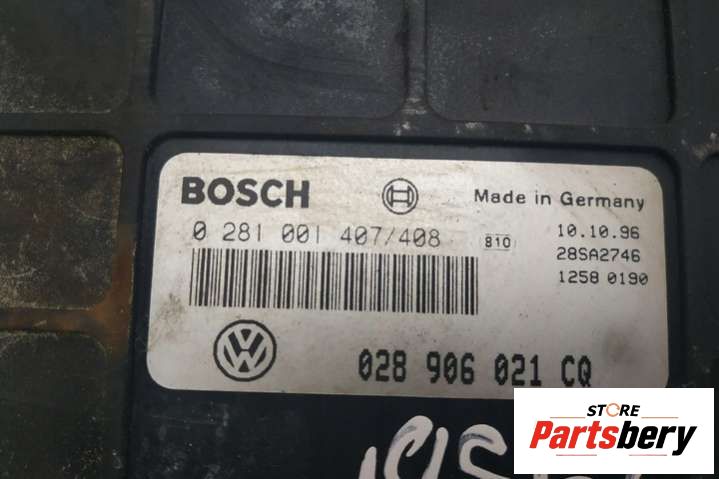 BOSCH
Made in Germany
0 281 001 407/408
810
10.10.96
28SA2746
1258 0190
VW
028 906 021 CQ
STORE
Partsbery